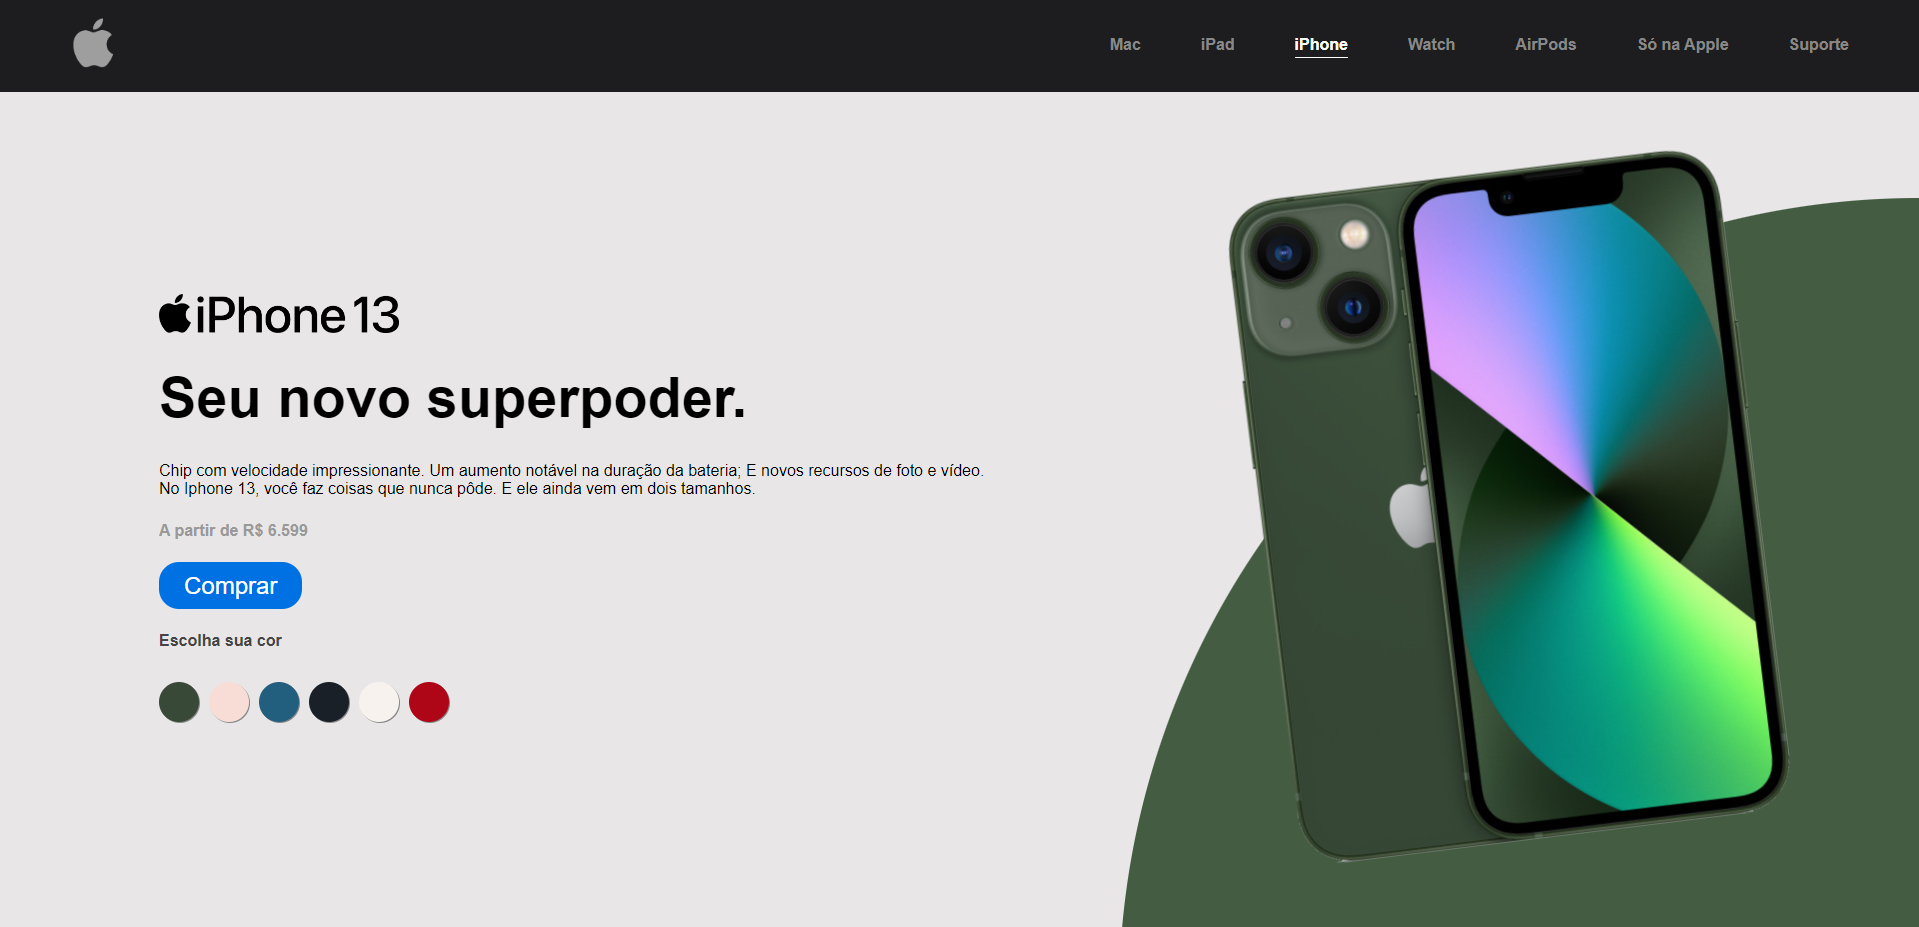 Mac iPad iPhone Watch AirPods Só na Apple Suporte
iPhone 13
Seu novo superpoder.
Chip com velocidade impressionante. Um aumento notável na duração da bateria; E novos recursos de foto e vídeo.
No Iphone 13, você faz coisas que nunca pôde. E ele ainda vem em dois tamanhos.
A partir de R$ 6.599
Comprar
Escolha sua cor